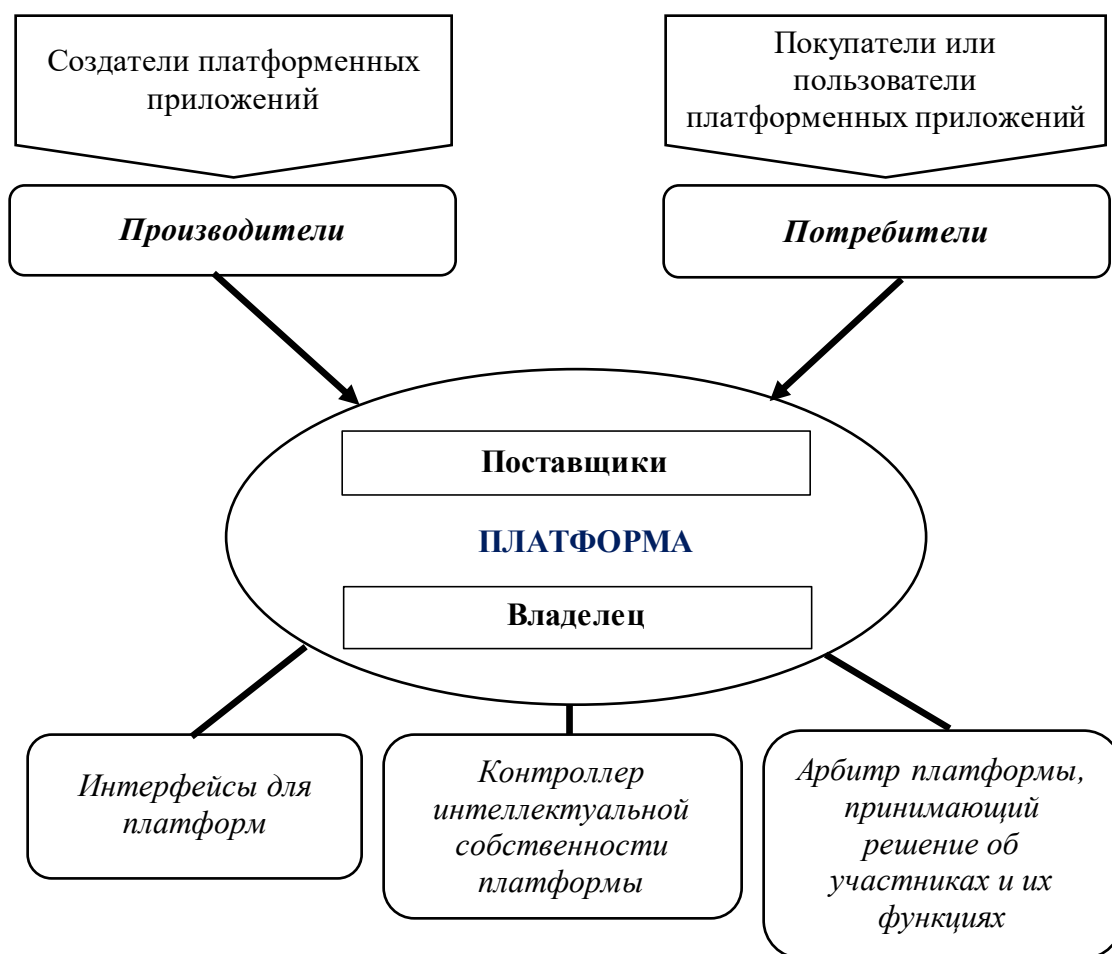 Создатели платформенных
приложений
Покупатели или
пользователи
платформенных приложений
Производители
Потребители
Поставщики
ПЛАТФОРМА
Владелец
Интерфейсы для
платформ
Контроллер
интеллектуальной
собственности
платформы
Арбитр платформы,
принимающий
решение об
участниках и их
функциях